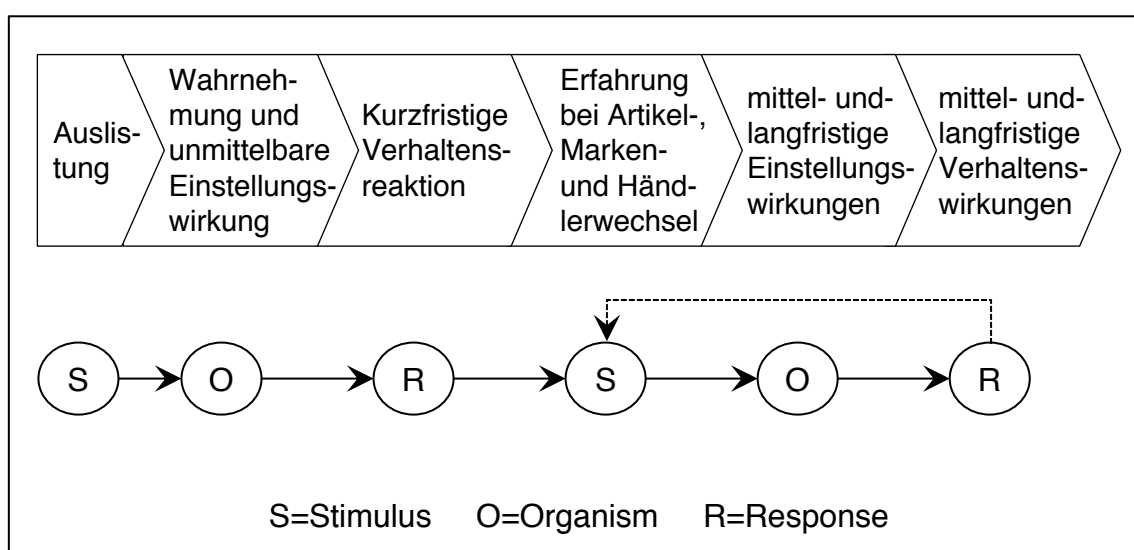 Auslis-
tung
Wahrneh-
mung und
unmittelbare
Einstellungs-
wirkung
Kurzfristige
Verhaltens-
reaktion
Erfahrung
bei Artikel-,
Marken-
und Händ-
lerwechsel
mittel- und-
langfristige
Einstellungs-
wirkungen
mittel- und-
langfristige
Verhaltens-
wirkungen
S O R S O R
S=Stimulus O=Organism R=Response